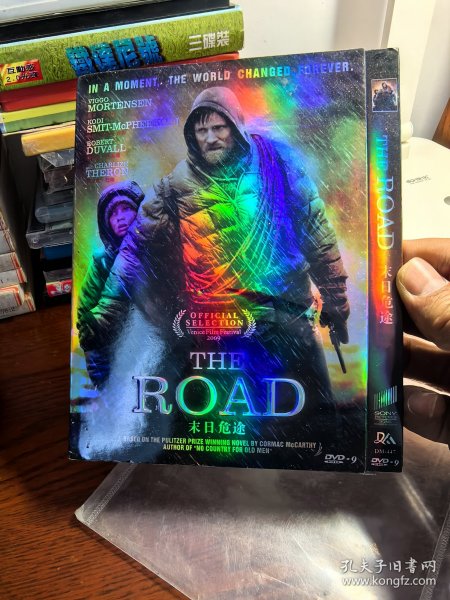 三碟裝
IN A MOMENT, THE WORLD CHANGED FOREVER.
VIGGO
MORTENSEN
KODI
SMIT-McPHEE
ROBERT
DUVALL
CHARLIZE
THERON
OFFICIAL
SELECTION
Venice Film Festival
2009
THE
ROAD
末日危途
BASED ON THE PULITZER PRIZE WINNING NOVEL BY CORMAC McCARTHY
AUTHOR OF "NO COUNTRY FOR OLD MEN"
DVD-9
THE ROAD
末日危途
SONY
DVD-9
孔夫子旧书网
www.kongfz.com